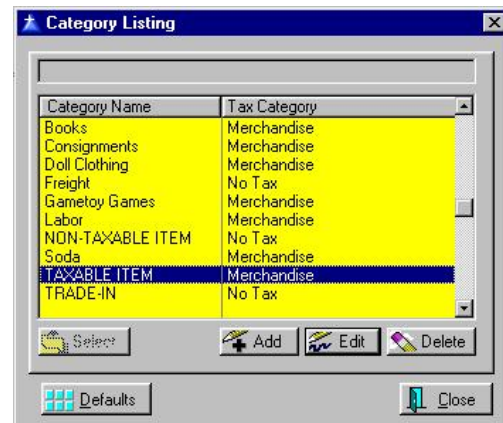 Category Listing
Category Name Tax Category
Books Merchandise
Consignments Merchandise
Doll Clothing Merchandise
Freight No Tax
Gametoy Games Merchandise
Labor Merchandise
NON-TAXABLE ITEM No Tax
Soda Merchandise
TAXABLE ITEM Merchandise
TRADE-IN No Tax
Select Add Edit Delete
Defaults Close